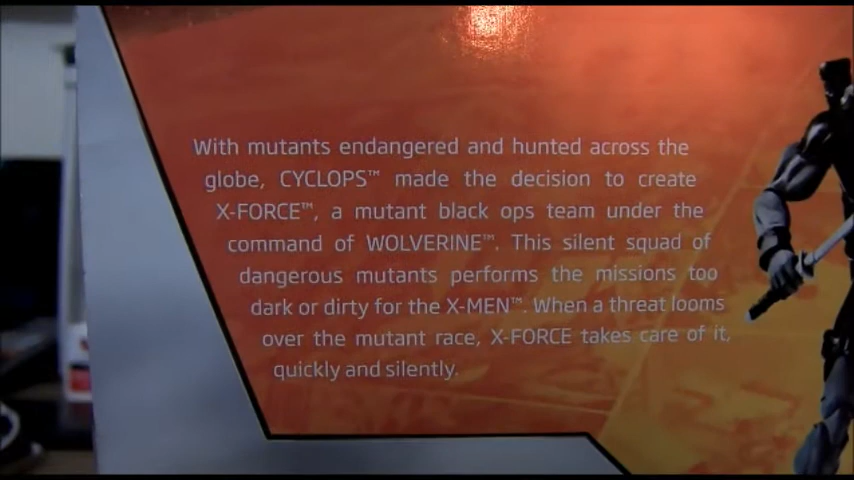 With mutants endangered and hunted across the
globe, CYCLOPS™ made the decision to create
X-FORCE™, a mutant black ops team under the
command of WOLVERINE™. This silent squad of
dangerous mutants performs the missions too
dark or dirty for the X-MEN™. When a threat looms
over the mutant race, X-FORCE takes care of it,
quickly and silently.